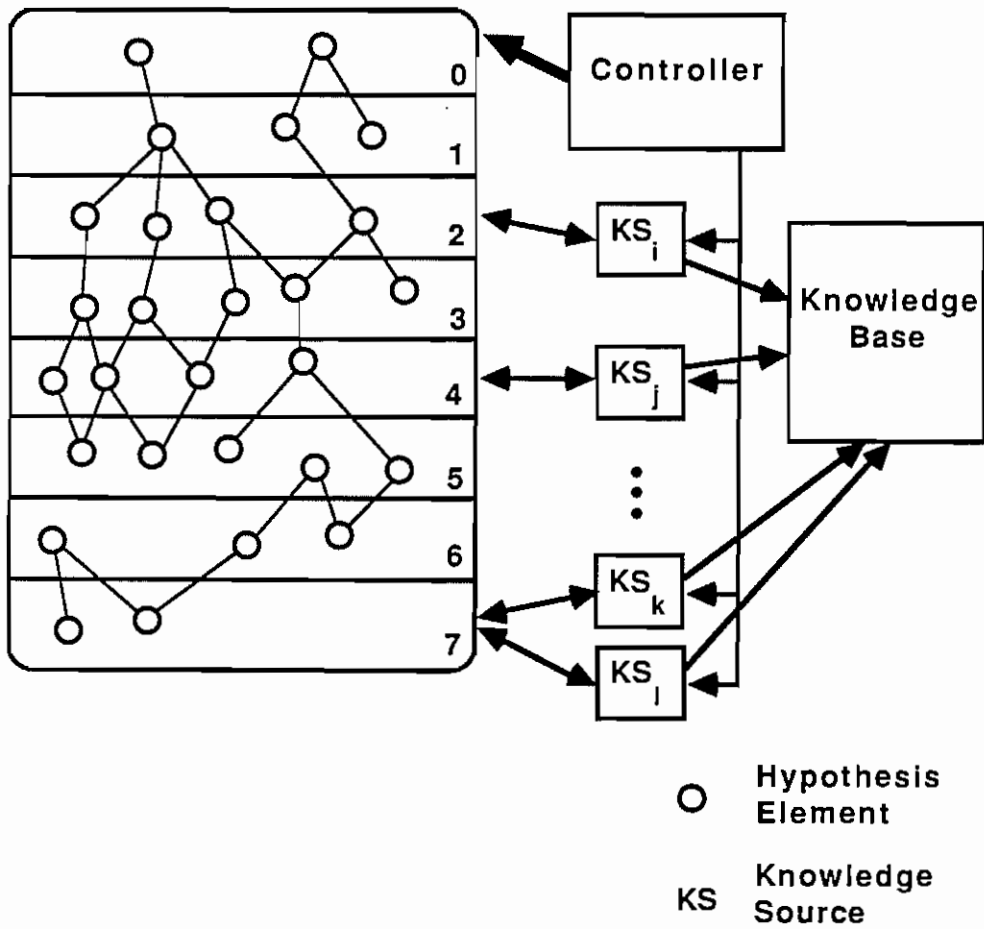 0
1
2
3
4
5
6
7
Controller
KS i
KS j
KS k
KS l
Knowledge
Base
Hypothesis
Element
KS
Knowledge
Source